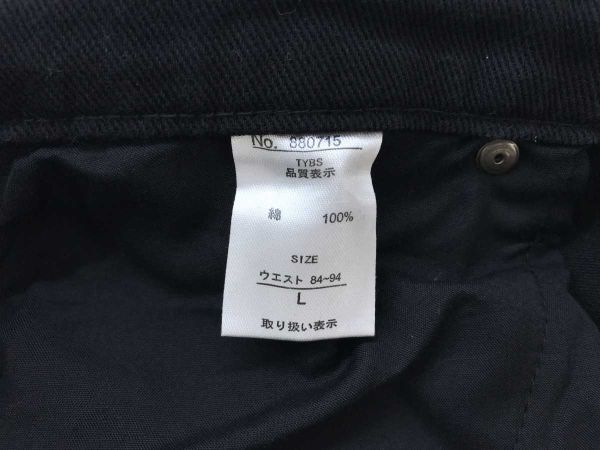 No. 880715
TYBS
品質表示
綿 100%
SIZE
ウエスト 84~94
L
取り扱い表示